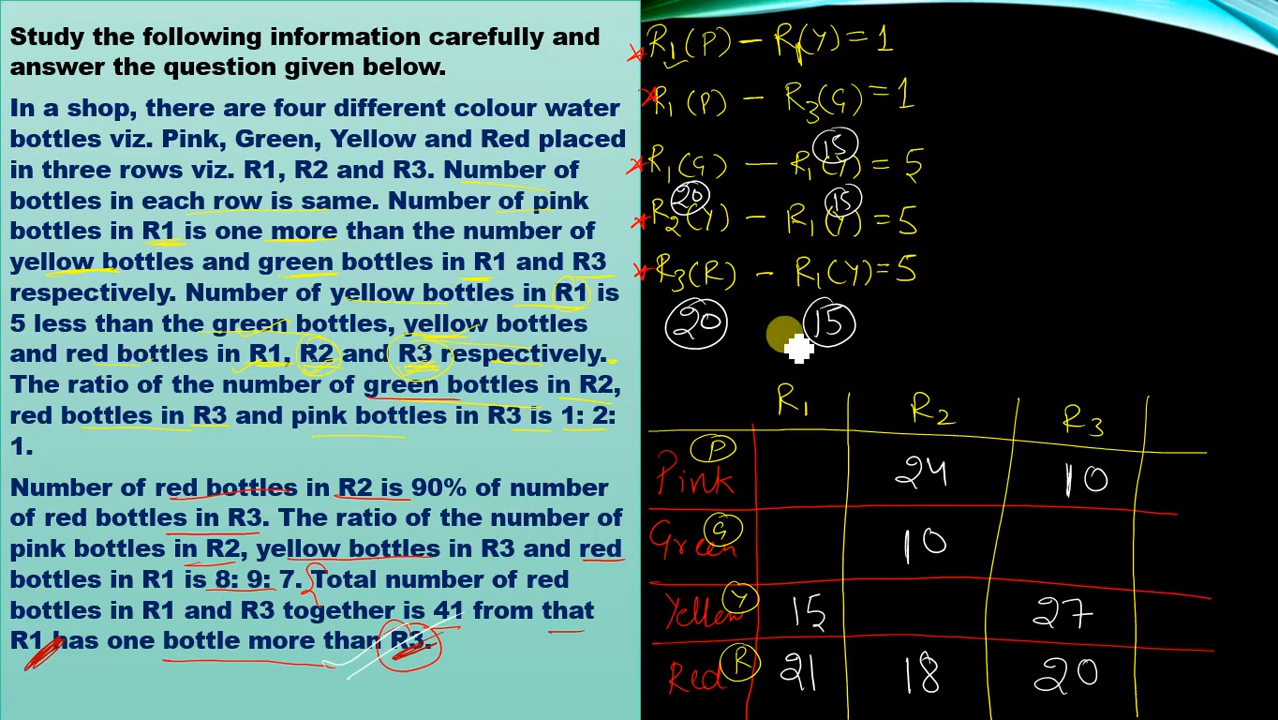 Study the following information carefully and
answer the question given below.
In a shop, there are four different colour water
bottles viz. Pink, Green, Yellow and Red placed
in three rows viz. R1, R2 and R3. Number of
bottles in each row is same. Number of pink
bottles in R1 is one more than the number of
yellow bottles and green bottles in R1 and R3
respectively. Number of yellow bottles in R1 is
5 less than the green bottles, yellow bottles
and red bottles in R1, R2 and R3 respectively.
The ratio of the number of green bottles in R2,
red bottles in R3 and pink bottles in R3 is 1: 2:
1.
Number of red bottles in R2 is 90% of number
of red bottles in R3. The ratio of the number of
pink bottles in R2, yellow bottles in R3 and red
bottles in R1 is 8: 9: 7. Total number of red
bottles in R1 and R3 together is 41 from that
R1 has one bottle more than R3.
R1(P) - R1(Y) = 1
R1(P) - R3(G) = 1
15
R1(G) - R1(Y) = 5
20 15
R2(Y) - R1(Y) = 5
R3(R) - R1(Y) = 5
20 15
R1 R2 R3
P
Pink 24 10
G
Green 10
Y
Yellow 15 27
R
Red 21 18 20